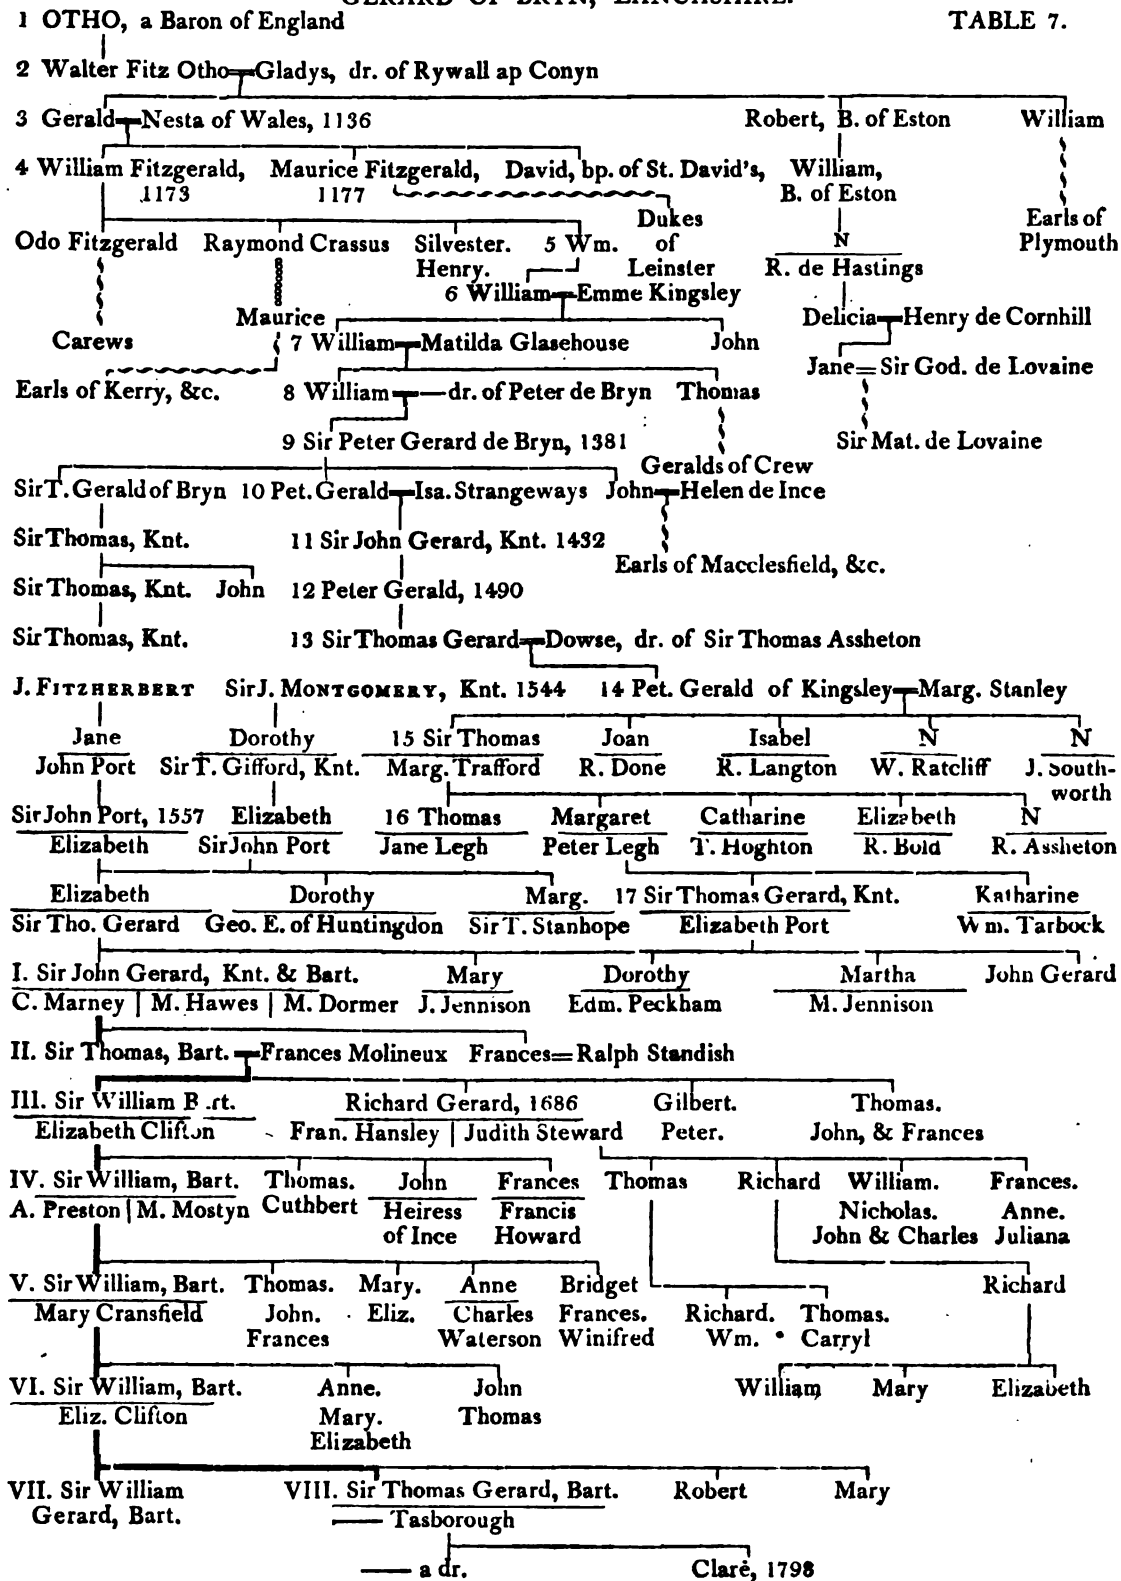 GERARD OF BRYN, LANCASHIRE.
1 OTHO, a Baron of England TABLE 7.
2 Walter Fitz Otho Gladys, dr. of Rywall ap Conyn
3 Gerald Nesta of Wales, 1136 Robert, B. of Eston William
4 William Fitzgerald, Maurice Fitzgerald, David, bp. of St. David's, William,
1173 1177 B. of Eston
Dukes Earls of
Odo Fitzgerald Raymond Crassus Silvester. 5 Wm. of N Plymouth
Henry. Leinster R. de Hastings
6 William Emme Kingsley
Maurice Delicia Henry de Cornhill
Carews 7 William Matilda Glasehouse John
Jane = Sir God. de Lovaine
Earls of Kerry, &c. 8 William — dr. of Peter de Bryn Thomas
9 Sir Peter Gerard de Bryn, 1381 Sir Mat. de Lovaine
Geralds of Crew
Sir T. Gerald of Bryn 10 Pet. Gerald Isa. Strangeways John Helen de Ince
Sir Thomas, Knt. 11 Sir John Gerard, Knt. 1432
Earls of Macclesfield, &c.
Sir Thomas, Knt. John 12 Peter Gerald, 1490
Sir Thomas, Knt. 13 Sir Thomas Gerard Dowse, dr. of Sir Thomas Assheton
J. FITZHERBERT Sir J. MONTGOMERY, Knt. 1544 14 Pet. Gerald of Kingsley Marg. Stanley
Jane Dorothy 15 Sir Thomas Joan Isabel N N
John Port Sir T. Gifford, Knt. Marg. Trafford R. Done R. Langton W. Ratcliff J. South-
worth
Sir John Port, 1557 Elizabeth 16 Thomas Margaret Catharine Elizabeth N
Elizabeth Sir John Port Jane Legh Peter Legh T. Hoghton R. Bold R. Assheton
Elizabeth Dorothy Marg. 17 Sir Thomas Gerard, Knt. Katharine
Sir Tho. Gerard Geo. E. of Huntingdon Sir T. Stanhope Elizabeth Port Wm. Tarbock
I. Sir John Gerard, Knt. & Bart. Mary Dorothy Martha John Gerard
C. Marney | M. Hawes | M. Dormer J. Jennison Edm. Peckham M. Jennison
II. Sir Thomas, Bart. Frances Molineux Frances = Ralph Standish
III. Sir William B rt. Richard Gerard, 1686 Gilbert. Thomas.
Elizabeth Clifton Fran. Hansley | Judith Steward Peter. John, & Frances
IV. Sir William, Bart. Thomas. John Frances Thomas Richard William. Frances.
A. Preston | M. Mostyn Cuthbert Heiress Francis Nicholas. Anne.
of Ince Howard John & Charles Juliana
V. Sir William, Bart. Thomas. Mary. Anne Bridget Richard
Mary Cransfield John. Eliz. Charles Frances. Richard. Thomas.
Frances Waterson Winifred Wm. Carryl
VI. Sir William, Bart. Anne. John William Mary Elizabeth
Eliz. Clifton Mary. Thomas
Elizabeth
VII. Sir William VIII. Sir Thomas Gerard, Bart. Robert Mary
Gerard, Bart. — Tasborough
— a dr. Clare, 1798